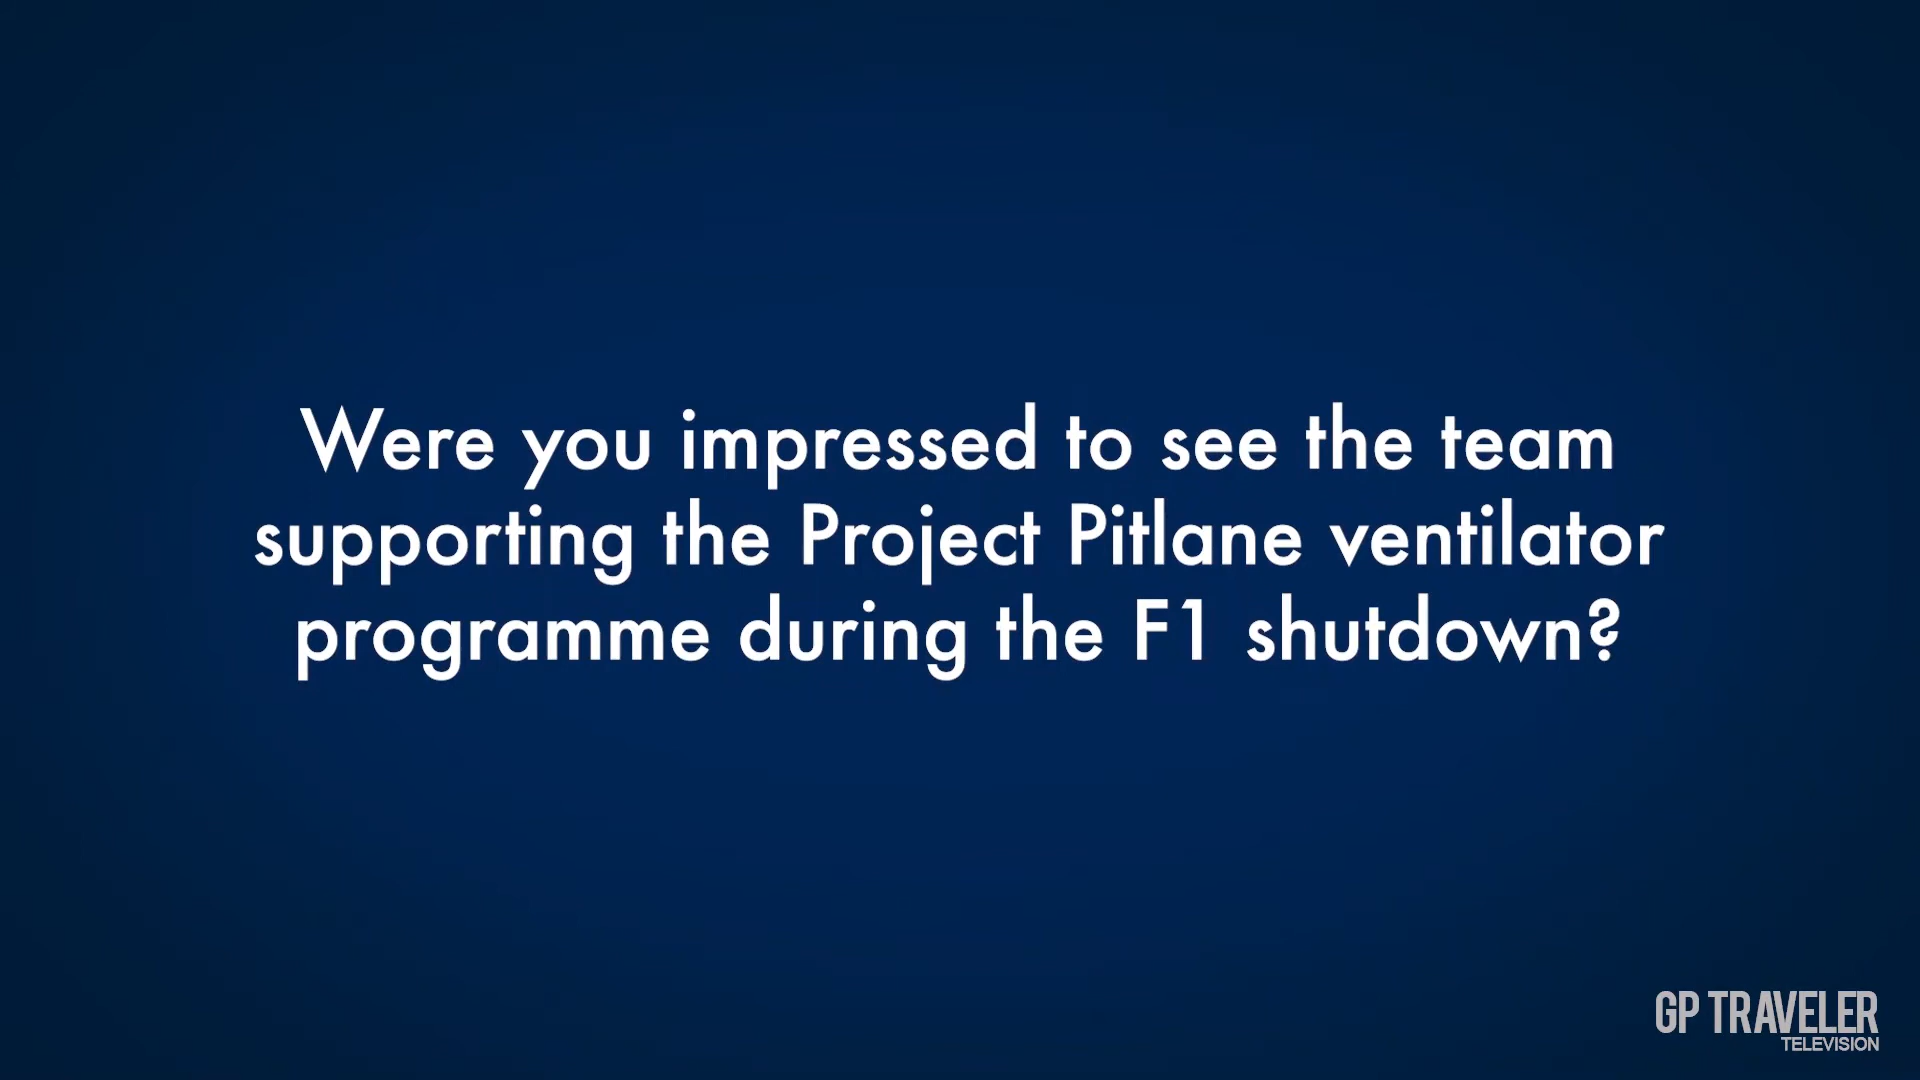 Were you impressed to see the team
supporting the Project Pitlane ventilator
programme during the F1 shutdown?
GP TRAVELER
TELEVISION